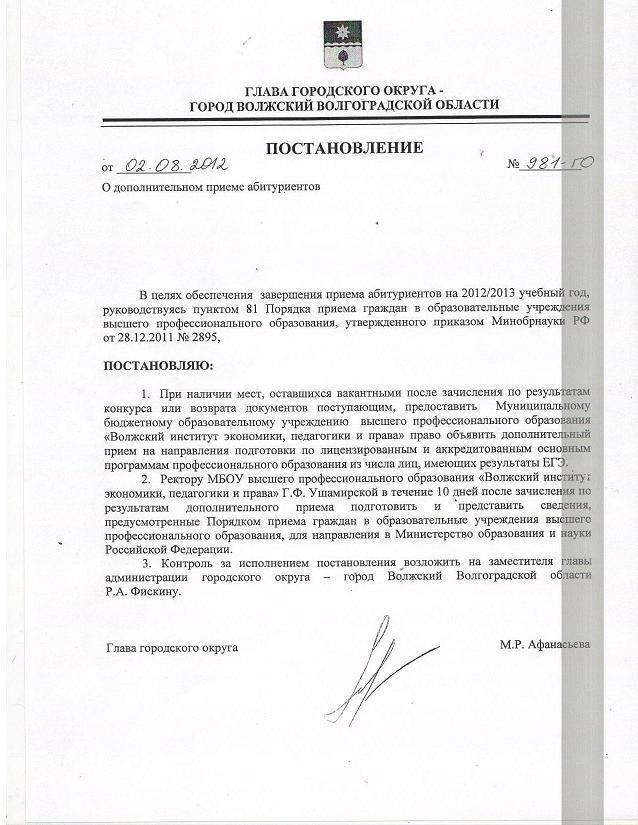 ГЛАВА ГОРОДСКОГО ОКРУГА -
ГОРОД ВОЛЖСКИЙ ВОЛГОГРАДСКОЙ ОБЛАСТИ
ПОСТАНОВЛЕНИЕ
от 02.08.2012 № 981-ГО
О дополнительном приеме абитуриентов
В целях обеспечения завершения приема абитуриентов на 2012/2013 учебный год,
руководствуясь пунктом 81 Порядка приема граждан в образовательные учреждения
высшего профессионального образования, утвержденного приказом Минобрнауки РФ
от 28.12.2011 № 2895,
ПОСТАНОВЛЯЮ:
1. При наличии мест, оставшихся вакантными после зачисления по результатам
конкурса или возврата документов поступающим, предоставить Муниципальному
бюджетному образовательному учреждению высшего профессионального образования
«Волжский институт экономики, педагогики и права» право объявить дополнительный
прием на направления подготовки по лицензированным и аккредитованным основным
программам профессионального образования из числа лиц, имеющих результаты ЕГЭ.
2. Ректору МБОУ высшего профессионального образования «Волжский институт
экономики, педагогики и права» Г.Ф. Ушамирской в течение 10 дней после зачисления по
результатам дополнительного приема подготовить и представить сведения,
предусмотренные Порядком приема граждан в образовательные учреждения высшего
профессионального образования, для направления в Министерство образования и науки
Российской Федерации.
3. Контроль за исполнением постановления возложить на заместителя главы
администрации городского округа – город Волжский Волгоградской области
Р.А. Фискину.
Глава городского округа М.Р. Афанасьева